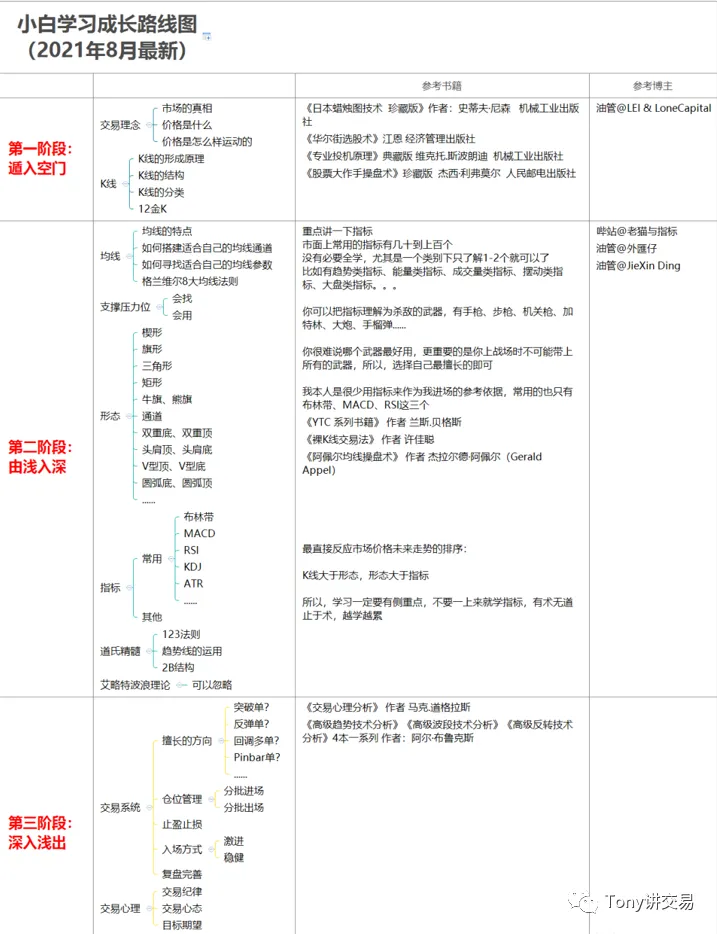 小白学习成长路线图
（2021年8月最新）
参考书籍
参考博主
第一阶段：
遁入空门
交易理念
市场的真相
价格是什么
价格是怎么样运动的
K线
K线的形成原理
K线的结构
K线的分类
12金K
《日本蜡烛图技术 珍藏版》作者：史蒂夫·尼森 机械工业出版
社
《华尔街选股术》江恩 经济管理出版社
《专业投机原理》典藏版 维克托.斯波朗迪 机械工业出版社
《股票大作手操盘术》珍藏版 杰西·利弗莫尔 人民邮电出版社
油管@LEI & LoneCapital
第二阶段：
由浅入深
均线
均线的特点
如何搭建适合自己的均线通道
如何寻找适合自己的均线参数
格兰维尔8大均线法则
支撑压力位
会找
会用
形态
楔形
旗形
三角形
矩形
牛旗、熊旗
通道
双重底、双重顶
头肩顶、头肩底
V型顶、V型底
圆弧底、圆弧顶
......
指标
常用
布林带
MACD
RSI
KDJ
ATR
......
其他
道氏精髓
123法则
趋势线的运用
2B结构
艾略特波浪理论
可以忽略
重点讲一下指标
市面上常用的指标有几十到上百个
没有必要全学，尤其是一个类别下只了解1-2个就可以了
比如有趋势类指标、能量类指标、成交量类指标、摆动类指
标、大盘类指标。。。
你可以把指标理解为杀敌的武器，有手枪、步枪、机关枪、加
特林、大炮、手榴弹......
你很难说哪个武器最好用，更重要的是你上战场时不可能带上
所有的武器，所以，选择自己最擅长的即可
我本人是很少用指标来作为我进场的参考依据，常用的也只有
布林带、MACD、RSI这三个
《YTC 系列书籍》 作者 兰斯.贝格斯
《裸K线交易法》 作者 许佳聪
《阿佩尔均线操盘术》 作者 杰拉尔德·阿佩尔（Gerald
Appel）
最直接反应市场价格未来走势的排序：
K线大于形态，形态大于指标
所以，学习一定要有侧重点，不要一上来就学指标，有术无道
止于术，越学越累
哔站@老猫与指标
油管@外匯仔
油管@JieXin Ding
第三阶段：
深入浅出
交易系统
擅长的方向
突破单?
反弹单?
回调多单?
Pinbar单?
......
仓位管理
分批进场
分批出场
止盈止损
入场方式
激进
稳健
复盘完善
交易心理
交易纪律
交易心态
目标期望
《交易心理分析》 作者 马克.道格拉斯
《高级趋势技术分析》《高级波段技术分析》《高级反转技术
分析》4本一系列 作者：阿尔·布鲁克斯
Tony讲交易